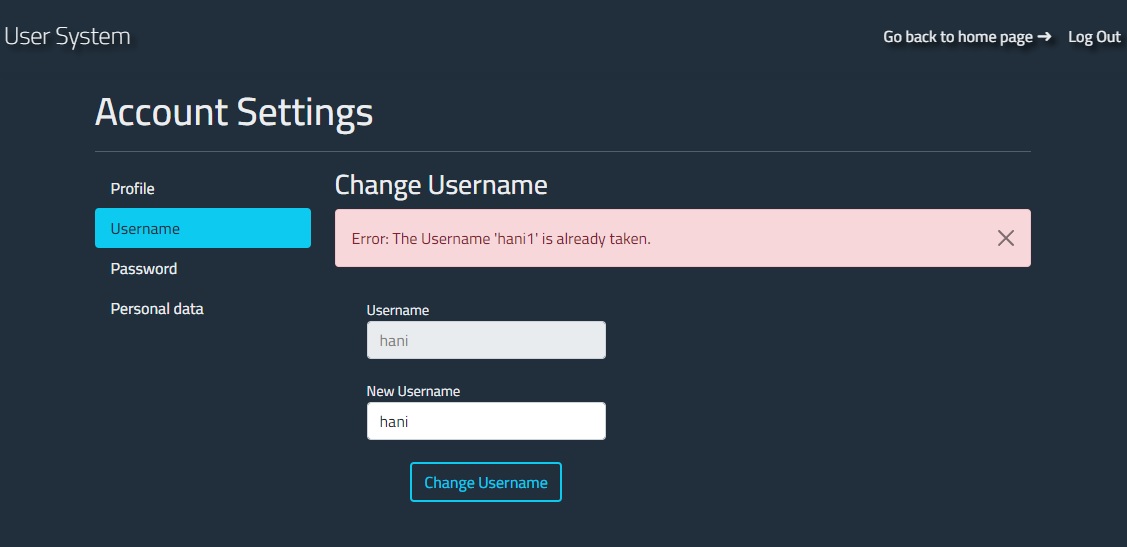 User System
Go back to home page ➔ Log Out
Account Settings
Profile
Username
Password
Personal data
Change Username
Error: The Username 'hani1' is already taken.
Username
hani
New Username
hani
Change Username